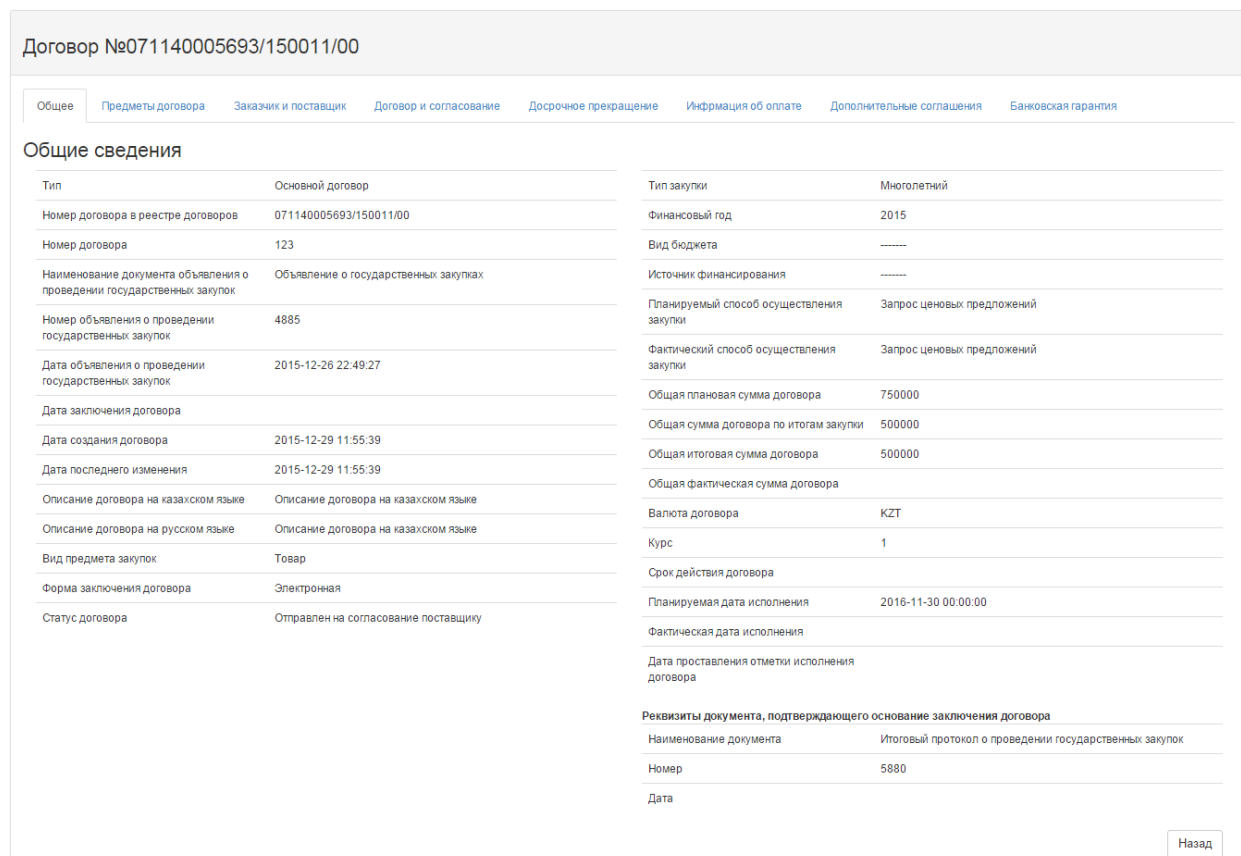 Договор №071140005693/150011/00
Общее Предметы договора Заказчик и поставщик Договор и согласование Досрочное прекращение Инфрмация об оплате Дополнительные соглашения Банковская гарантия
Общие сведения
Тип Основной договор
Номер договора в реестре договоров 071140005693/150011/00
Номер договора 123
Наименование документа объявления о Объявление о государственных закупках
проведении государственных закупок
Номер объявления о проведении 4885
государственных закупок
Дата объявления о проведении 2015-12-26 22:49:27
государственных закупок
Дата заключения договора
Дата создания договора 2015-12-29 11:55:39
Дата последнего изменения 2015-12-29 11:55:39
Описание договора на казахском языке Описание договора на казахском языке
Описание договора на русском языке Описание договора на казахском языке
Вид предмета закупок Товар
Форма заключения договора Электронная
Статус договора Отправлен на согласование поставщику
Тип закупки Многолетний
Финансовый год 2015
Вид бюджета -------
Источник финансирования -------
Планируемый способ осуществления Запрос ценовых предложений
закупки
Фактический способ осуществления Запрос ценовых предложений
закупки
Общая плановая сумма договора 750000
Общая сумма договора по итогам закупки 500000
Общая итоговая сумма договора 500000
Общая фактическая сумма договора
Валюта договора KZT
Курс 1
Срок действия договора
Планируемая дата исполнения 2016-11-30 00:00:00
Фактическая дата исполнения
Дата проставления отметки исполнения
договора
Реквизиты документа, подтверждающего основание заключения договора
Наименование документа Итоговый протокол о проведении государственных закупок
Номер 5880
Дата
Назад